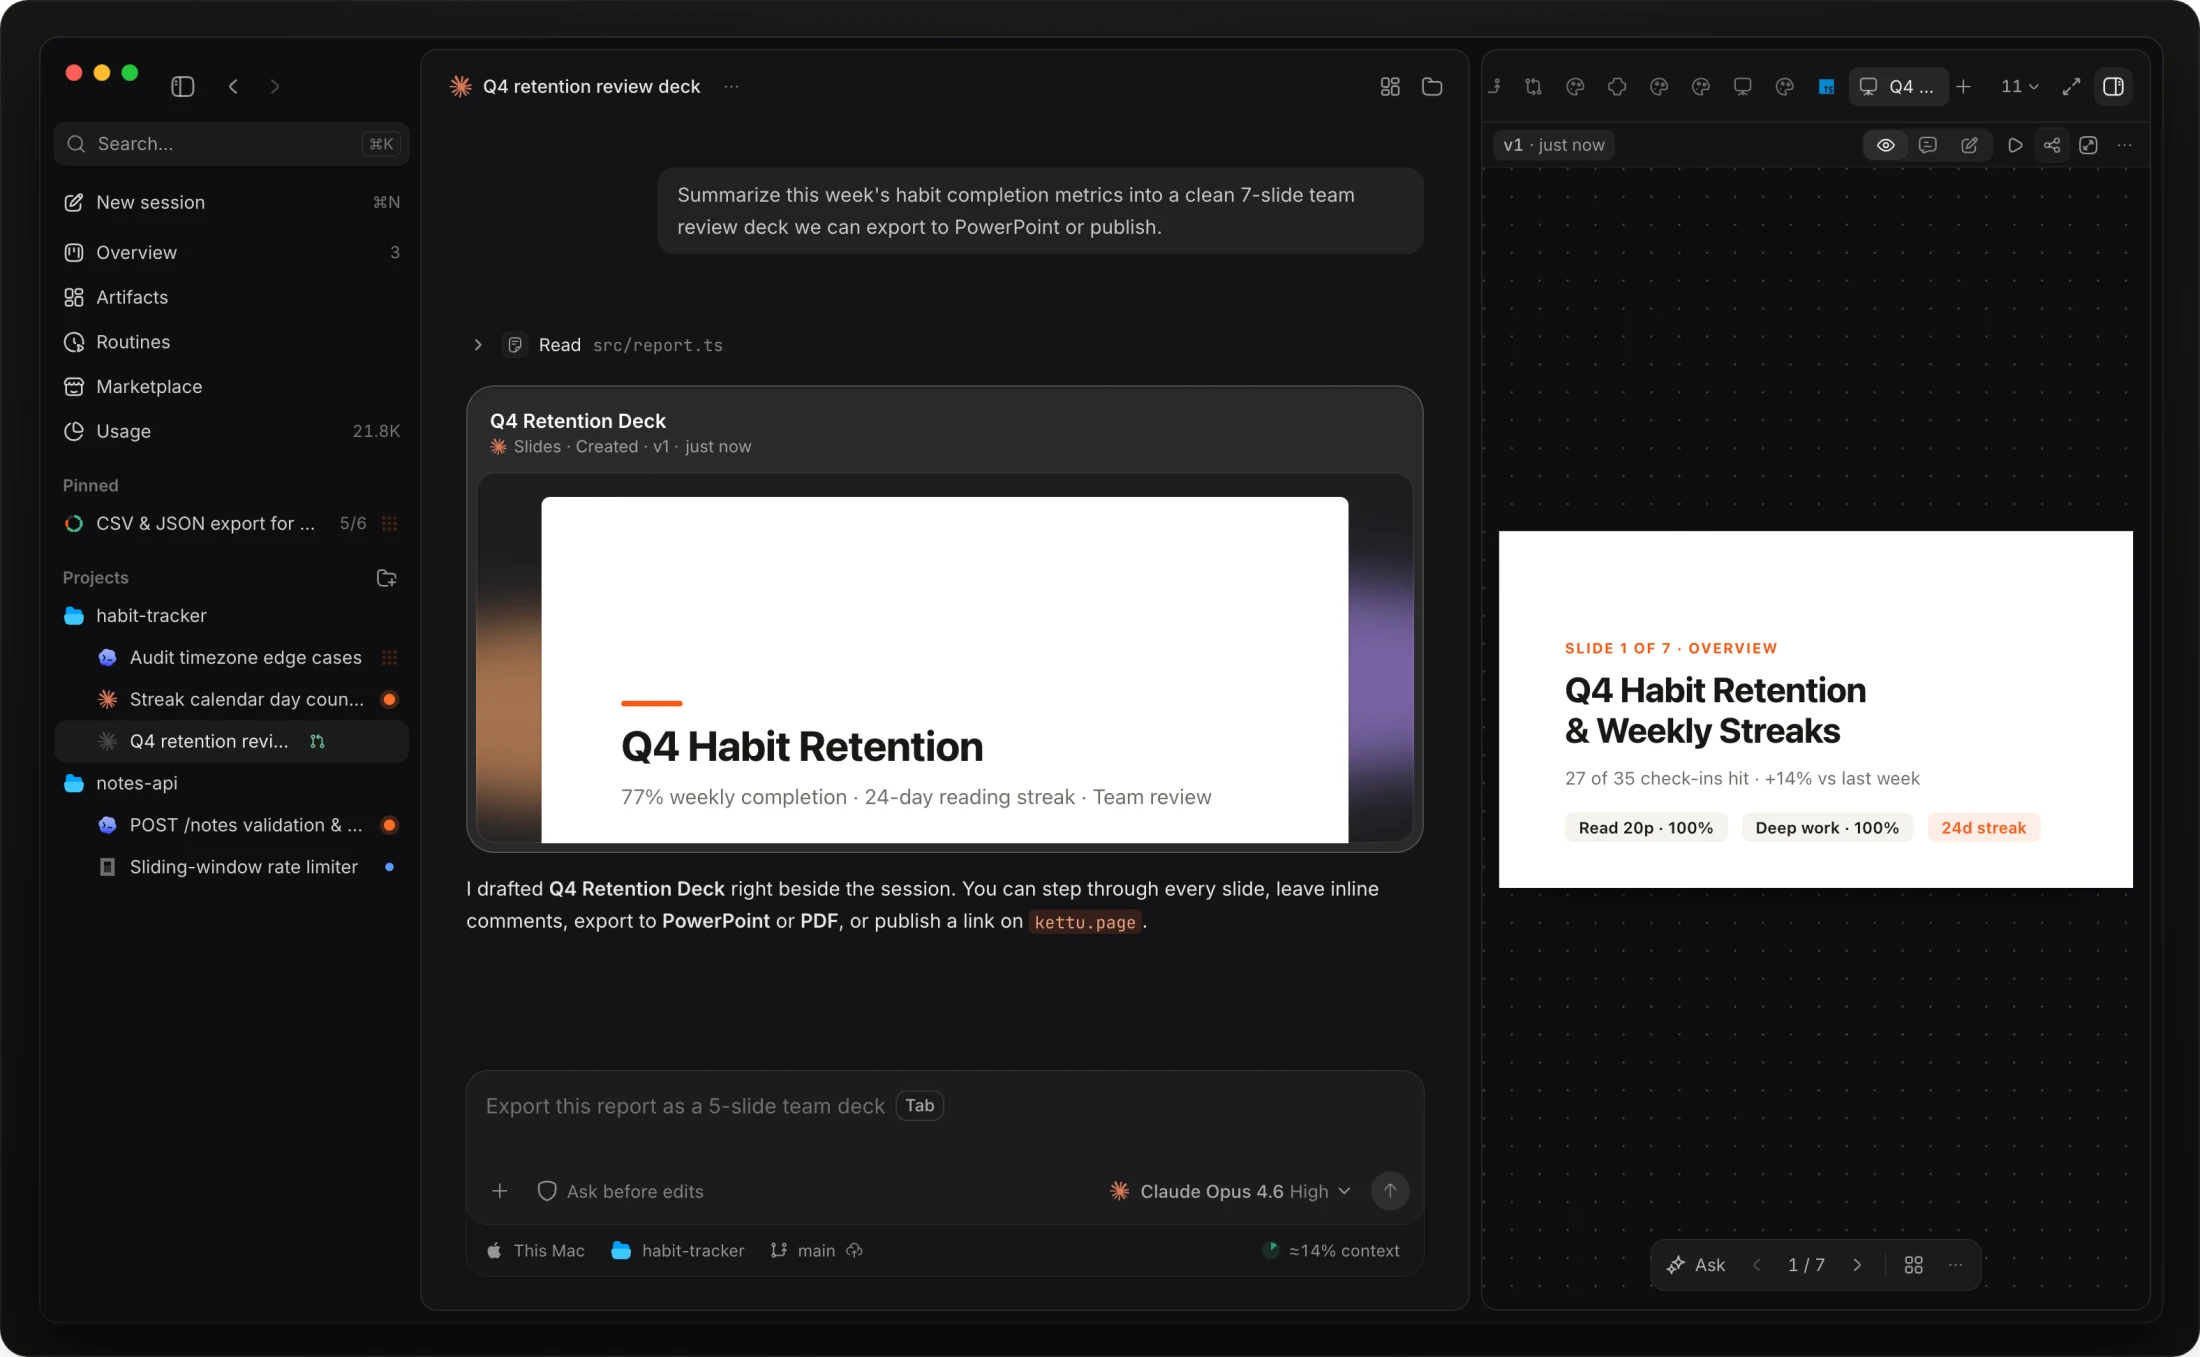 Search...
⌘K
New session
⌘N
Overview
3
Artifacts
Routines
Marketplace
Usage
21.8K
Pinned
CSV & JSON export for ...
5/6
Projects
habit-tracker
Audit timezone edge cases
Streak calendar day coun...
Q4 retention revi...
notes-api
POST /notes validation & ...
Sliding-window rate limiter
Q4 retention review deck
...
Summarize this week's habit completion metrics into a clean 7-slide team
review deck we can export to PowerPoint or publish.
Read src/report.ts
Q4 Retention Deck
Slides · Created · v1 · just now
Q4 Habit Retention
77% weekly completion · 24-day reading streak · Team review
I drafted Q4 Retention Deck right beside the session. You can step through every slide, leave inline
comments, export to PowerPoint or PDF, or publish a link on kettu.page.
Export this report as a 5-slide team deck
Tab
Ask before edits
Claude Opus 4.6 High
This Mac
habit-tracker
main
≈14% context
TS
Q4 ...
11
v1 · just now
SLIDE 1 OF 7 · OVERVIEW
Q4 Habit Retention
& Weekly Streaks
27 of 35 check-ins hit · +14% vs last week
Read 20p · 100%
Deep work · 100%
24d streak
Ask
1 / 7